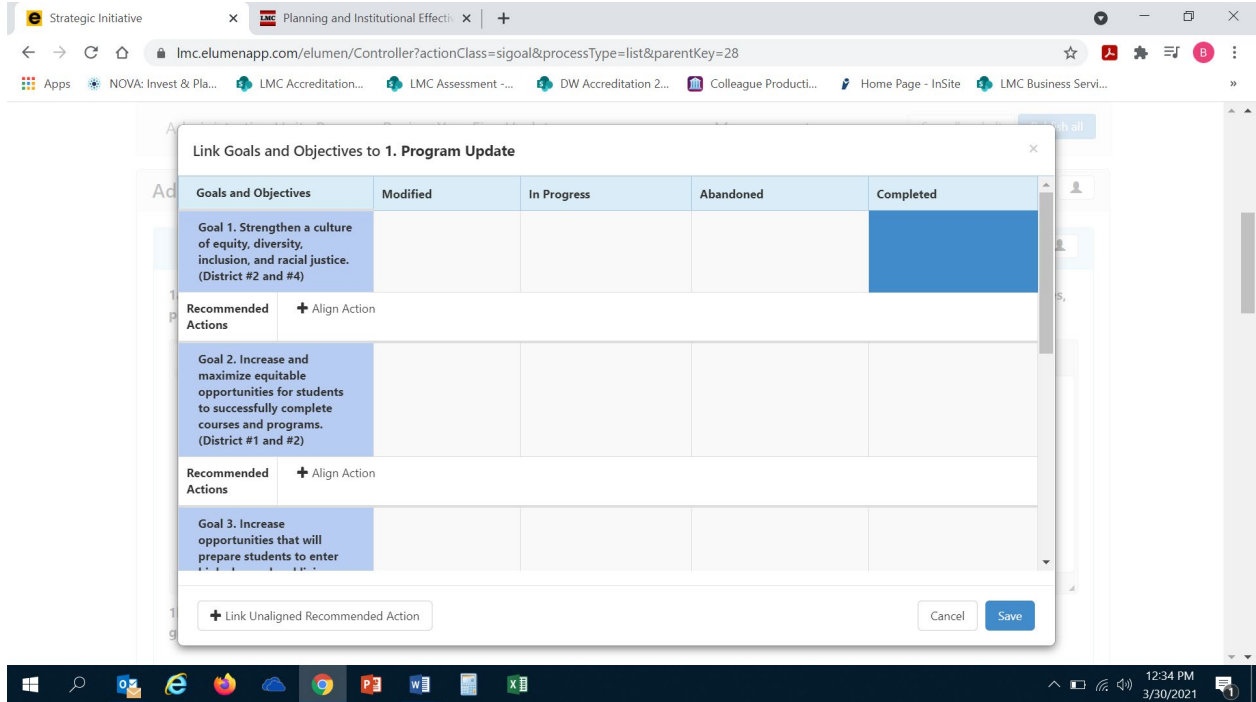 Strategic Initiative
LMC Planning and Institutional Effectiv
lmc.elumenapp.com/elumen/Controller?actionClass=sigoal&processType=list&parentKey=28
B
Apps NOVA: Invest & Pla... LMC Accreditation... LMC Assessment -... DW Accreditation 2... Colleague Producti... Home Page - InSite LMC Business Servi... »
Link Goals and Objectives to 1. Program Update ×
Ad
Goals and Objectives Modified In Progress Abandoned Completed
Goal 1. Strengthen a culture
of equity, diversity,
inclusion, and racial justice.
(District #2 and #4)
Recommended
Actions
+ Align Action
Goal 2. Increase and
maximize equitable
opportunities for students
to successfully complete
courses and programs.
(District #1 and #2)
Recommended
Actions
+ Align Action
Goal 3. Increase
opportunities that will
prepare students to enter
+ Link Unaligned Recommended Action Cancel Save
12:34 PM
3/30/2021
1